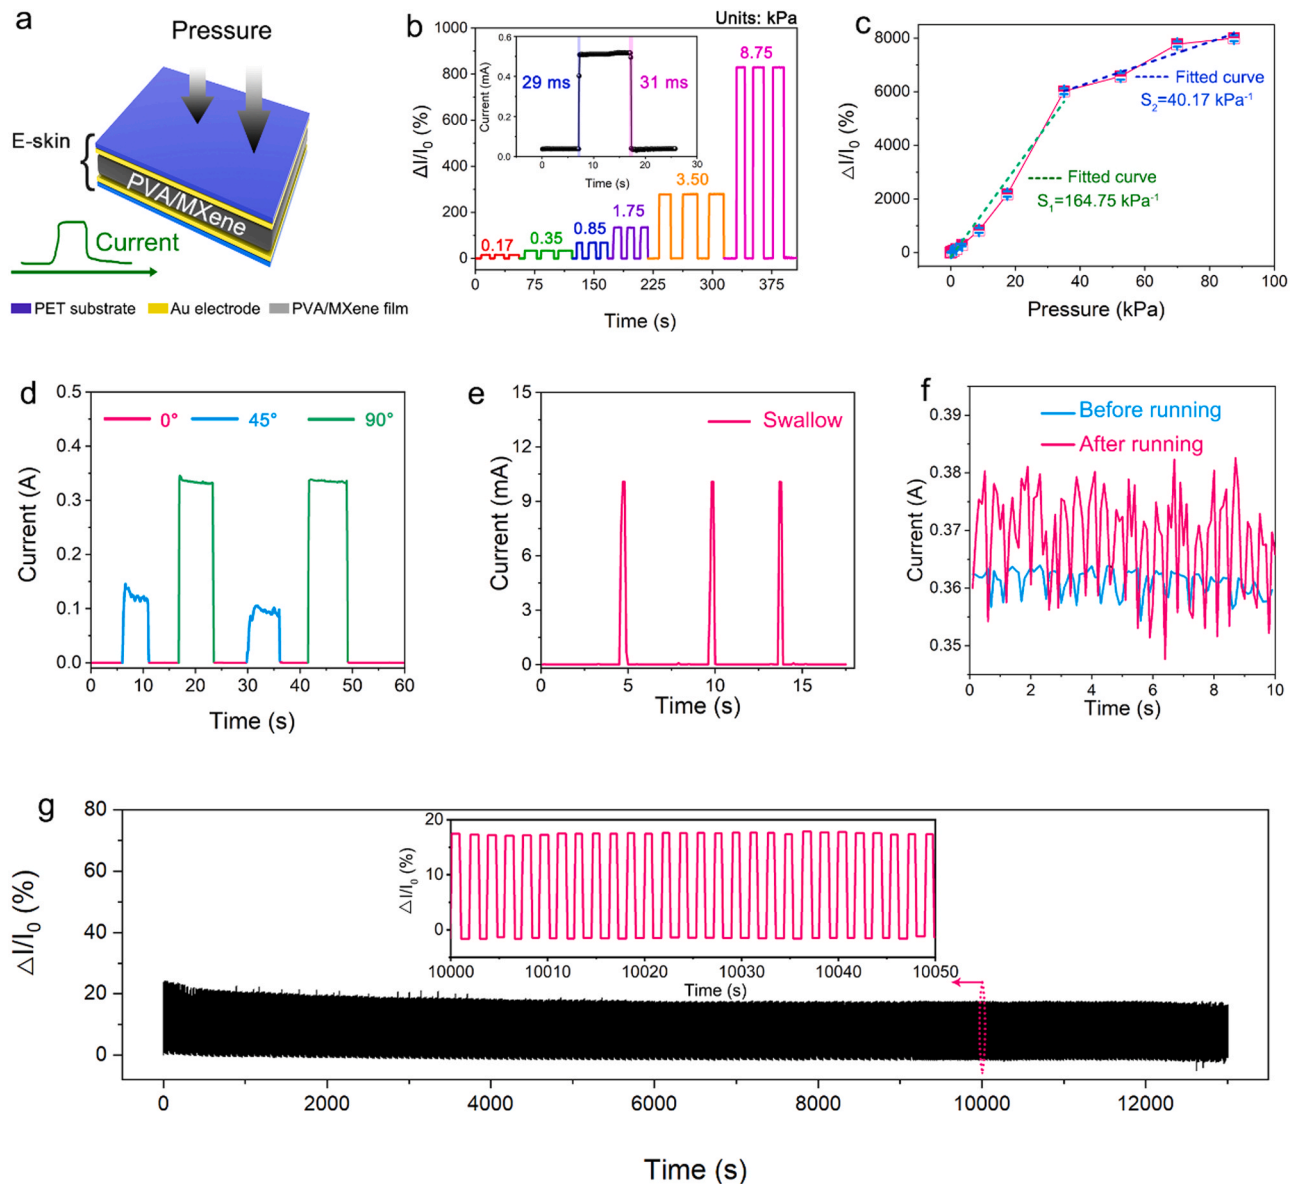 a
Pressure
E-skin
PVA/MXene
Current
PET substrate
Au electrode
PVA/MXene film
b
Units: kPa
ΔI/I₀ (%)
1000
800
600
400
200
0
0.17
0.35
0.85
1.75
3.50
8.75
0
75
150
225
300
375
Time (s)
Current (mA)
0.6
0.4
0.2
0.0
29 ms
31 ms
0
10
20
30
Time (s)
c
△I/I₀ (%)
8000
6000
4000
2000
0
Fitted curve
S₂=40.17 kPa⁻¹
Fitted curve
S₁=164.75 kPa⁻¹
0
20
40
60
80
100
Pressure (kPa)
d
Current (A)
0.5
0.4
0.3
0.2
0.1
0.0
0°
45°
90°
0
10
20
30
40
50
60
Time (s)
e
Current (mA)
15
12
9
6
3
0
Swallow
0
5
10
15
Time (s)
f
Current (A)
0.39
0.38
0.37
0.36
0.35
Before running
After running
0
2
4
6
8
10
Time (s)
g
△I/I₀ (%)
80
60
40
20
0
△I/I₀ (%)
20
10
0
10000
10010
10020
10030
10040
10050
Time (s)
0
2000
4000
6000
8000
10000
12000
Time (s)